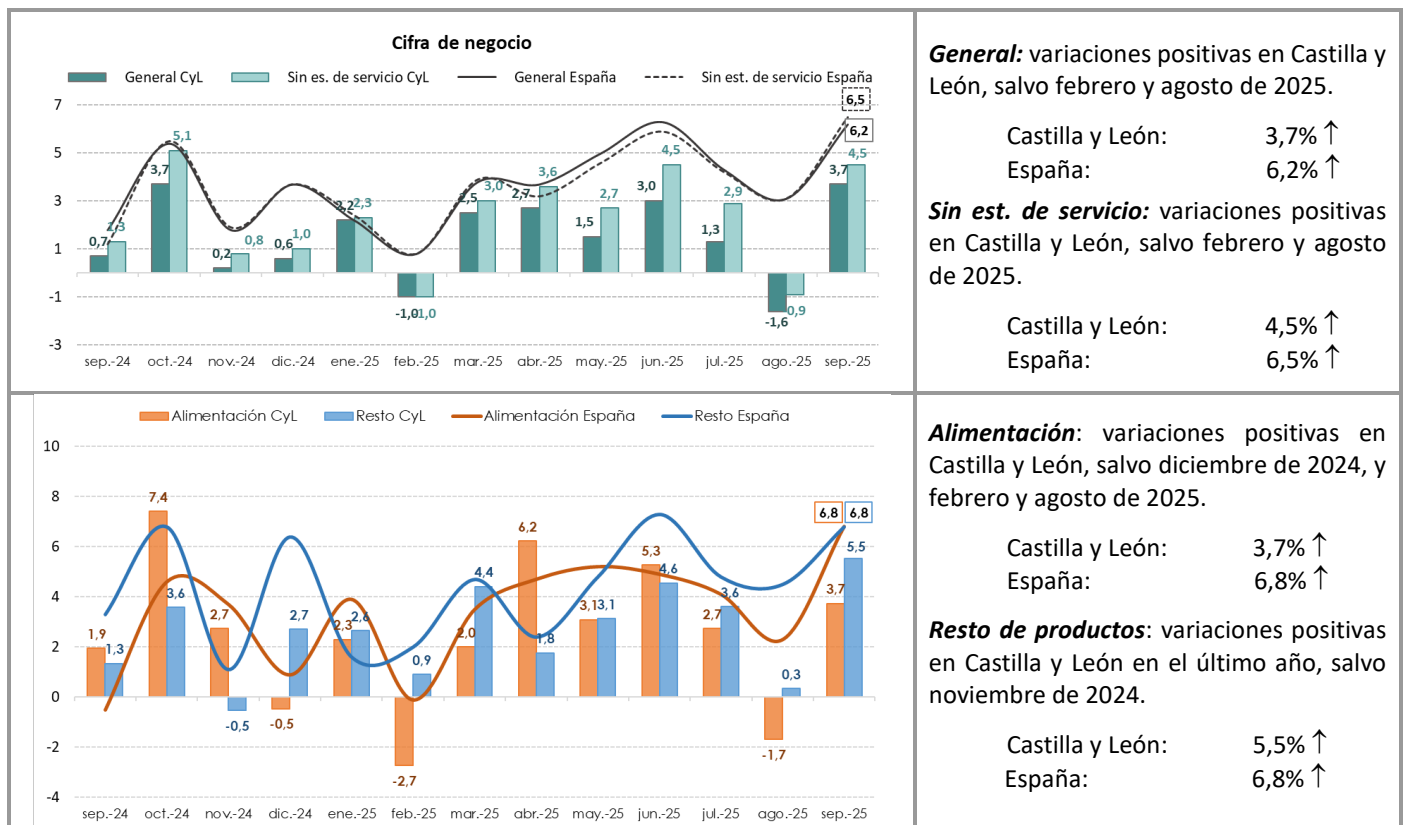 Cifra de negocio
General CyL Sin es. de servicio CyL General España Sin est. de servicio España
7
5
3
1
-1
-3
0,7 1,3 3,7 5,1 0,2 0,8 0,6 1,0 2,2 2,3 -1,0 -1,0 2,5 3,0 2,7 3,6 1,5 2,7 3,0 4,5 1,3 2,9 -1,6 -0,9 3,7 4,5
6,5
6,2
sep.-24 oct.-24 nov.-24 dic.-24 ene.-25 feb.-25 mar.-25 abr.-25 may.-25 jun.-25 jul.-25 ago.-25 sep.-25
General: variaciones positivas en Castilla y
León, salvo febrero y agosto de 2025.
Castilla y León: 3,7% ↑
España: 6,2% ↑
Sin est. de servicio: variaciones positivas
en Castilla y León, salvo febrero y agosto
de 2025.
Castilla y León: 4,5% ↑
España: 6,5% ↑
Alimentación CyL Resto CyL Alimentación España Resto España
10
8
6
4
2
0
-2
-4
1,9 1,3 7,4 3,6 2,7 -0,5 -0,5 2,7 2,3 2,6 -2,7 0,9 2,0 4,4 6,2 1,8 3,1 3,1 5,3 4,6 2,7 3,6 -1,7 0,3 3,7 5,5
6,8 6,8
sep.-24 oct.-24 nov.-24 dic.-24 ene.-25 feb.-25 mar.-25 abr.-25 may.-25 jun.-25 jul.-25 ago.-25 sep.-25
Alimentación: variaciones positivas en
Castilla y León, salvo diciembre de 2024, y
febrero y agosto de 2025.
Castilla y León: 3,7% ↑
España: 6,8% ↑
Resto de productos: variaciones positivas
en Castilla y León en el último año, salvo
noviembre de 2024.
Castilla y León: 5,5% ↑
España: 6,8% ↑